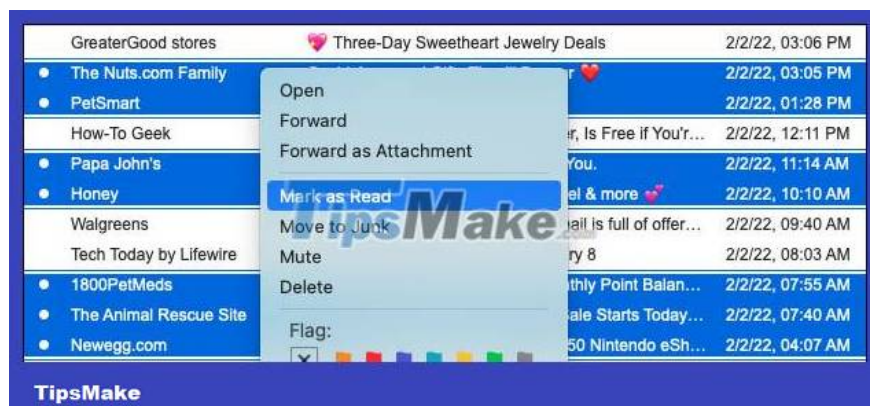 GreaterGood stores 💖 Three-Day Sweetheart Jewelry Deals 2/2/22, 03:06 PM
The Nuts.com Family 2/2/22, 03:05 PM
PetSmart 2/2/22, 01:28 PM
How-To Geek r, Is Free if You'r... 2/2/22, 12:11 PM
Papa John's You. 2/2/22, 11:14 AM
Honey el & more 💕 2/2/22, 10:10 AM
Walgreens ail is full of offer... 2/2/22, 09:40 AM
Tech Today by Lifewire ry 8 2/2/22, 08:03 AM
1800PetMeds thly Point Balan... 2/2/22, 07:55 AM
The Animal Rescue Site ale Starts Today... 2/2/22, 07:40 AM
Newegg.com 50 Nintendo eSh... 2/2/22, 04:07 AM
Open
Forward
Forward as Attachment
Mark as Read
Move to Junk
Mute
Delete
Flag:
TipsMake.com
TipsMake